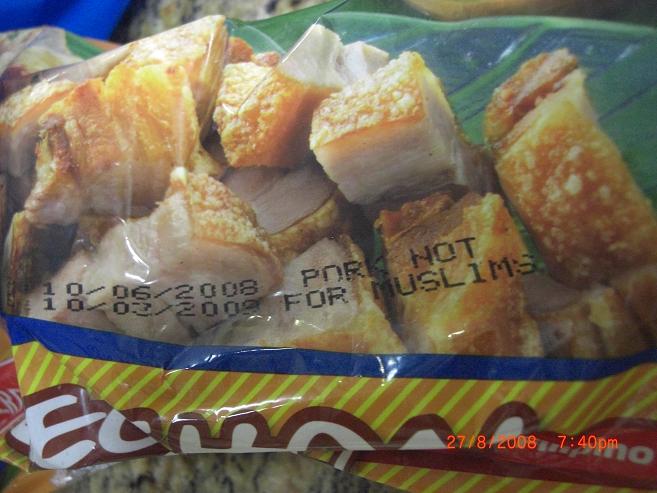 10/06/2008
10/03/2009
PORK NOT
FOR MUSLIMS
27/8/2008 7:40pm